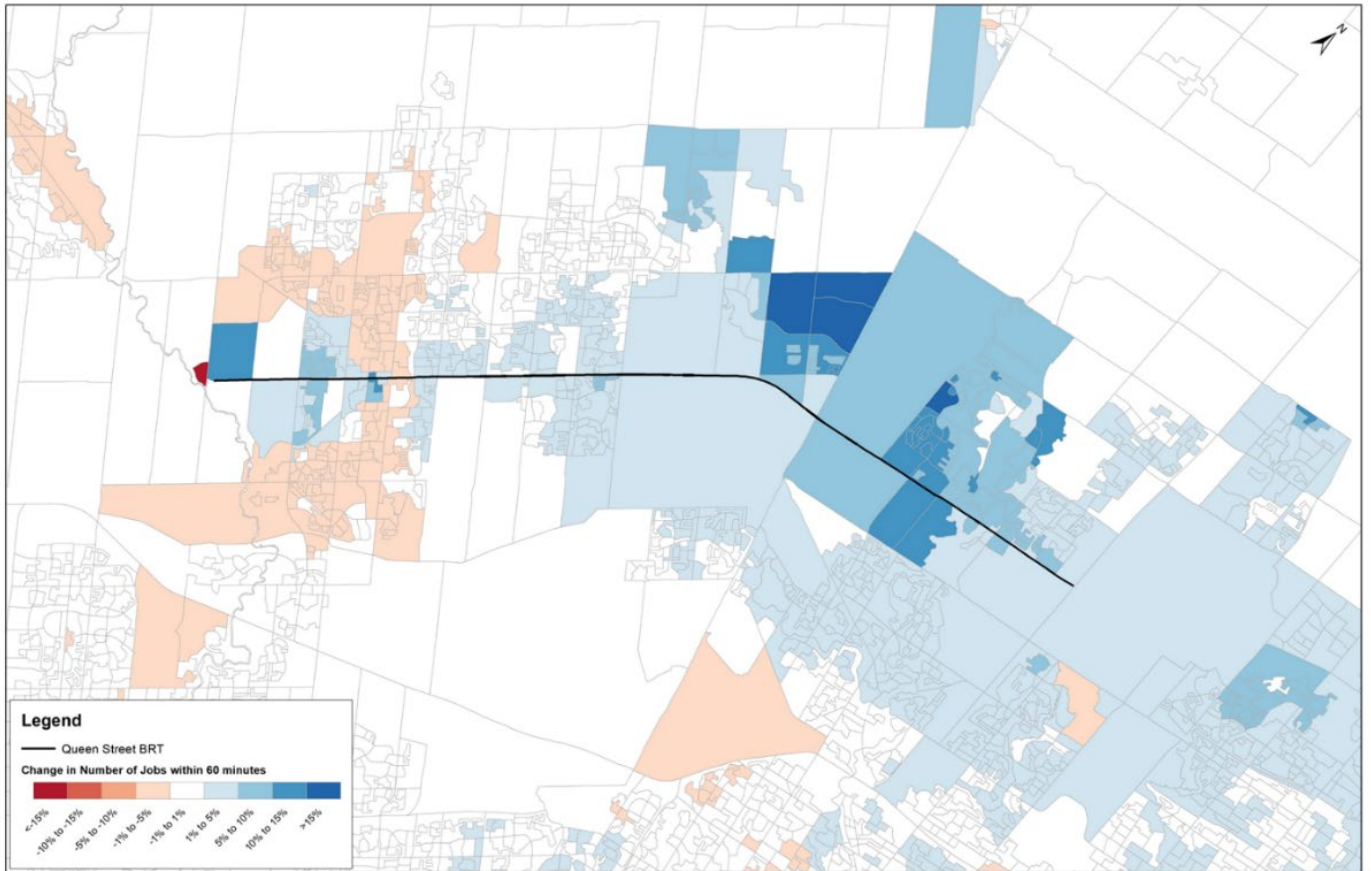 N
Legend
Queen Street BRT
Change in Number of Jobs within 60 minutes
<-15%
-10% to -15%
-5% to -10%
-1% to -5%
-1% to 1%
1% to 5%
5% to 10%
10% to 15%
>15%